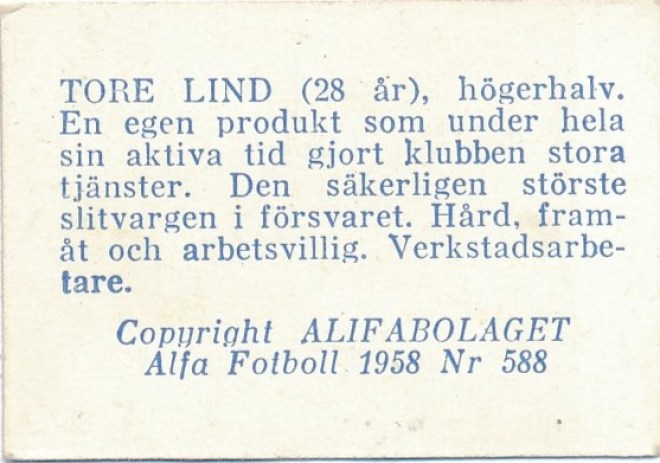 TORE LIND (28 år), högerhalv.
En egen produkt som under hela
sin aktiva tid gjort klubben stora
tjänster. Den säkerligen störste
slitvargen i försvaret. Hård, fram-
åt och arbetsvillig. Verkstadsarbe-
tare.
Copyright ALIFABOLAGET
Alfa Fotboll 1958 Nr 588